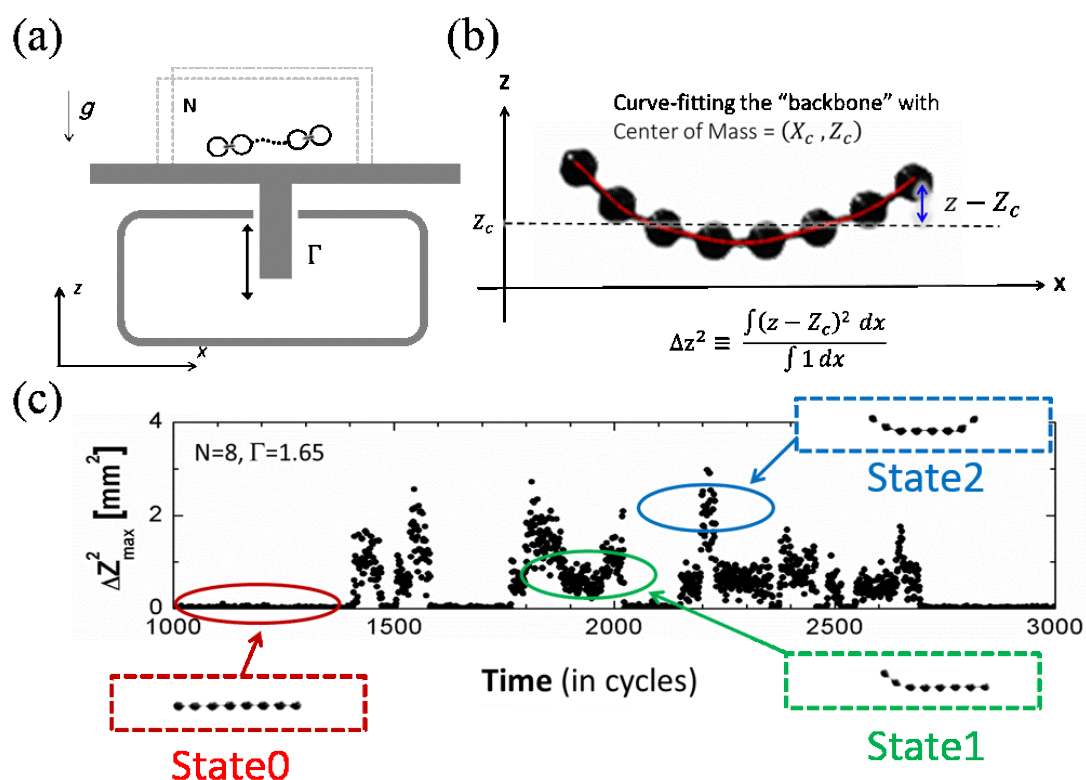 (a)
g
N
Γ
z
x
(b)
z
Curve-fitting the “backbone” with
Center of Mass = (X_c , Z_c)
z − Z_c
Z_c
x
Δz² ≡ ∫(z − Z_c)² dx / ∫ 1 dx
(c)
ΔZ²_max [mm²]
4
2
0
N=8, Γ=1.65
State2
1000
1500
2000
2500
3000
Time (in cycles)
State0
State1